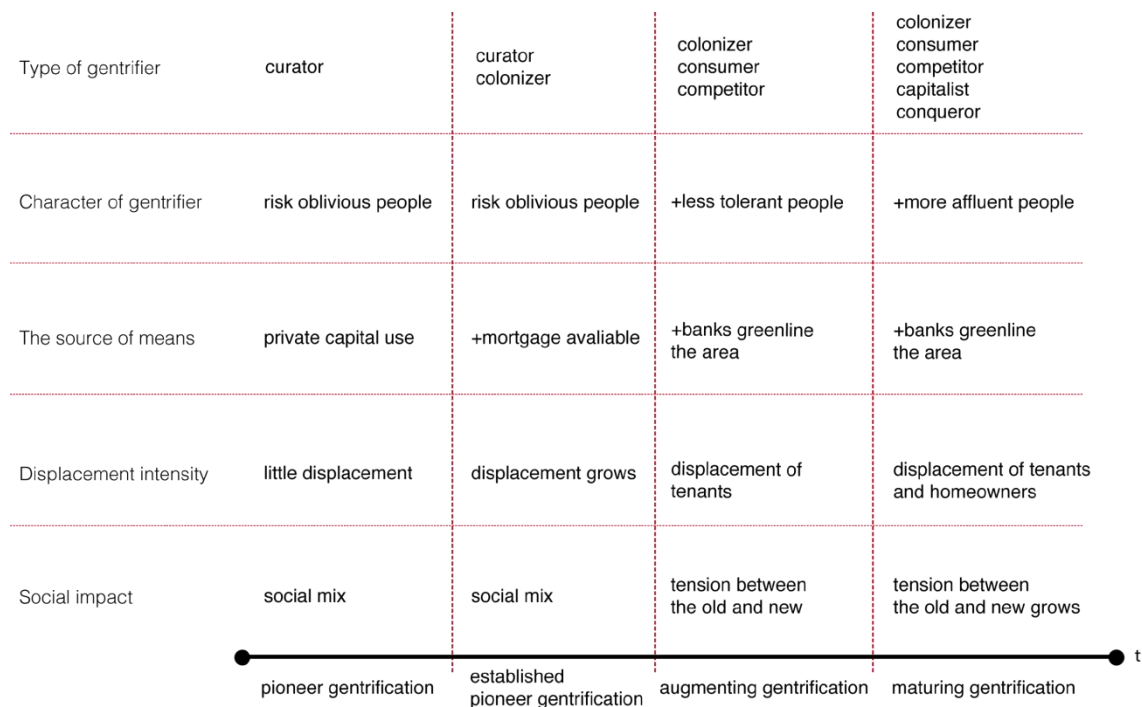 Type of gentrifier
curator
curator
colonizer
colonizer
consumer
competitor
colonizer
consumer
competitor
capitalist
conqueror
Character of gentrifier
risk oblivious people
risk oblivious people
+less tolerant people
+more affluent people
The source of means
private capital use
+mortgage avaliable
+banks greenline
the area
+banks greenline
the area
Displacement intensity
little displacement
displacement grows
displacement of
tenants
displacement of tenants
and homeowners
Social impact
social mix
social mix
tension between
the old and new
tension between
the old and new grows
t
pioneer gentrification
established
pioneer gentrification
augmenting gentrification
maturing gentrification